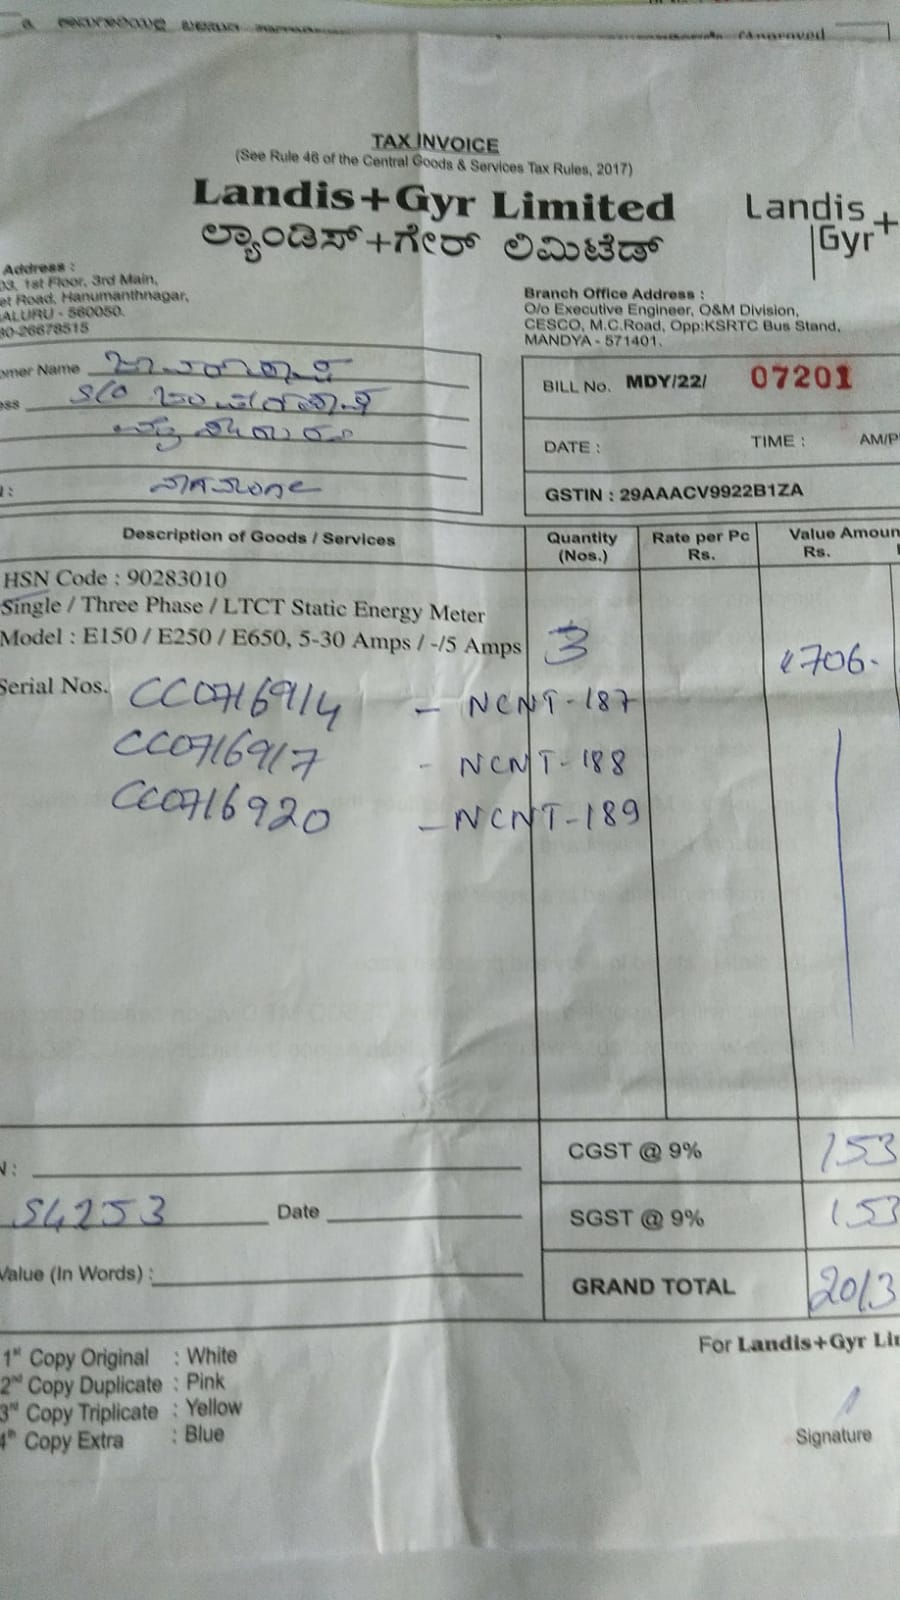 (Approved
TAX INVOICE
(See Rule 46 of the Central Goods & Services Tax Rules, 2017)
Landis+Gyr Limited
ಲ್ಯಾಂಡಿಸ್+ಗೇರ್ ಲಿಮಿಟೆಡ್
Landis
Gyr+
Address :
03, 1st Floor, 3rd Main,
et Road, Hanumanthnagar,
ALURU - 560050.
80-26678515
Branch Office Address :
O/o Executive Engineer, O&M Division,
CESCO, M.C.Road, Opp:KSRTC Bus Stand,
MANDYA - 571401.
omer Name
ess S/O
BILL No. MDY/22/ 07201
DATE : TIME : AM/P
GSTIN : 29AAACV9922B1ZA
Description of Goods / Services Quantity (Nos.) Rate per Pc Rs. Value Amoun Rs.
HSN Code : 90283010
Single / Three Phase / LTCT Static Energy Meter
Model : E150 / E250 / E650, 5-30 Amps / -/5 Amps 3 1706-
Serial Nos. CC0716914 - NCNT-187
CC0716917 - NCNT-188
CC0716920 - NCNT-189
CGST @ 9% 153
N :
54253 Date
SGST @ 9% 153
Value (In Words) :
GRAND TOTAL 2013
For Landis+Gyr Li
1st Copy Original : White
2nd Copy Duplicate : Pink
3rd Copy Triplicate : Yellow
4th Copy Extra : Blue
Signature